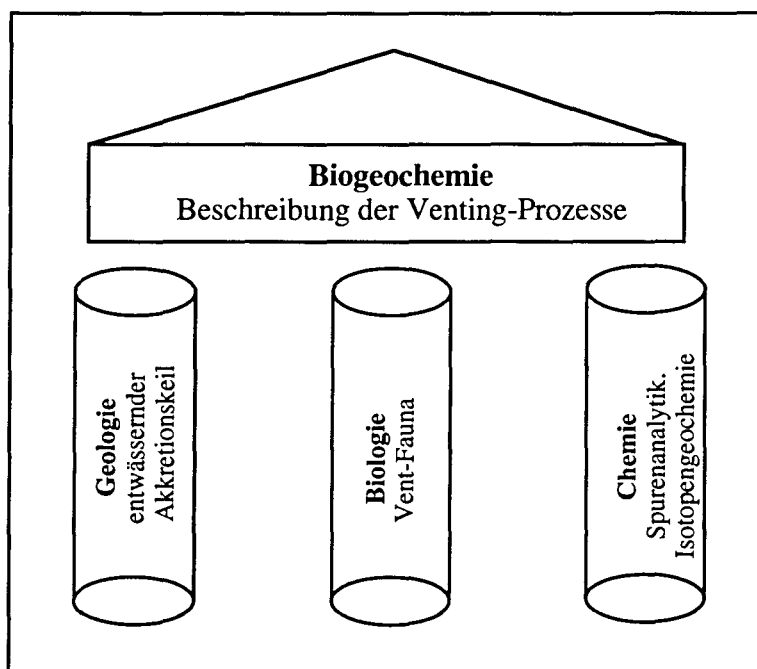 Biogeochemie
Beschreibung der Venting-Prozesse
Geologie
entwässernder
Akkretionskeil
Biologie
Vent-Fauna
Chemie
Spurenanalytik.
Isotopengeochemie